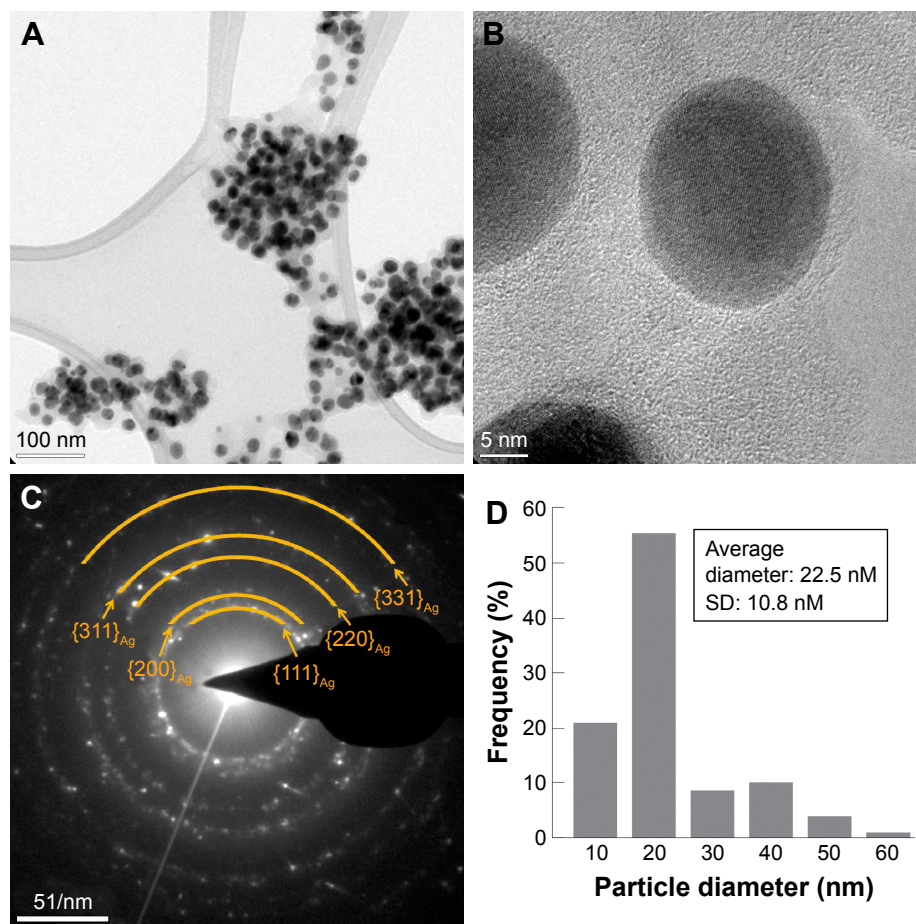 A
100 nm
B
5 nm
C
{311}Ag
{200}Ag
{111}Ag
{220}Ag
{331}Ag
51/nm
D
60
50
40
30
20
10
0
Frequency (%)
Average
diameter: 22.5 nM
SD: 10.8 nM
10 20 30 40 50 60
Particle diameter (nm)